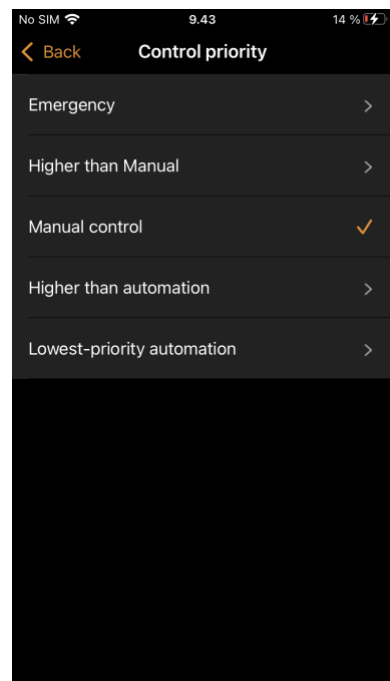 No SIM 9.43 14 %
Back Control priority
Emergency
Higher than Manual
Manual control
Higher than automation
Lowest-priority automation